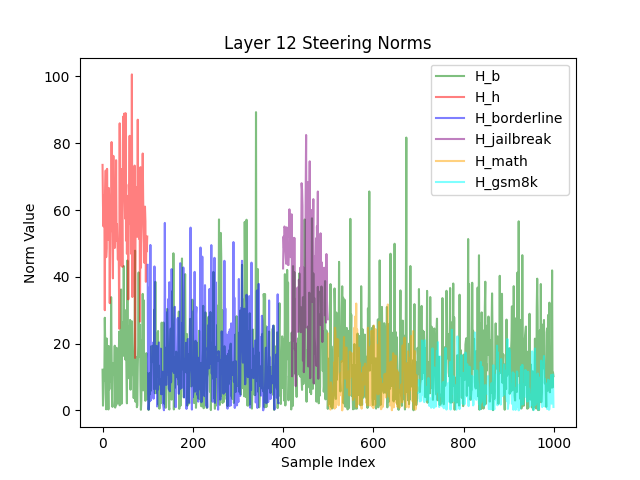 Layer 12 Steering Norms
H_b
H_h
H_borderline
H_jailbreak
H_math
H_gsm8k
Norm Value
100
80
60
40
20
0
0 200 400 600 800 1000
Sample Index